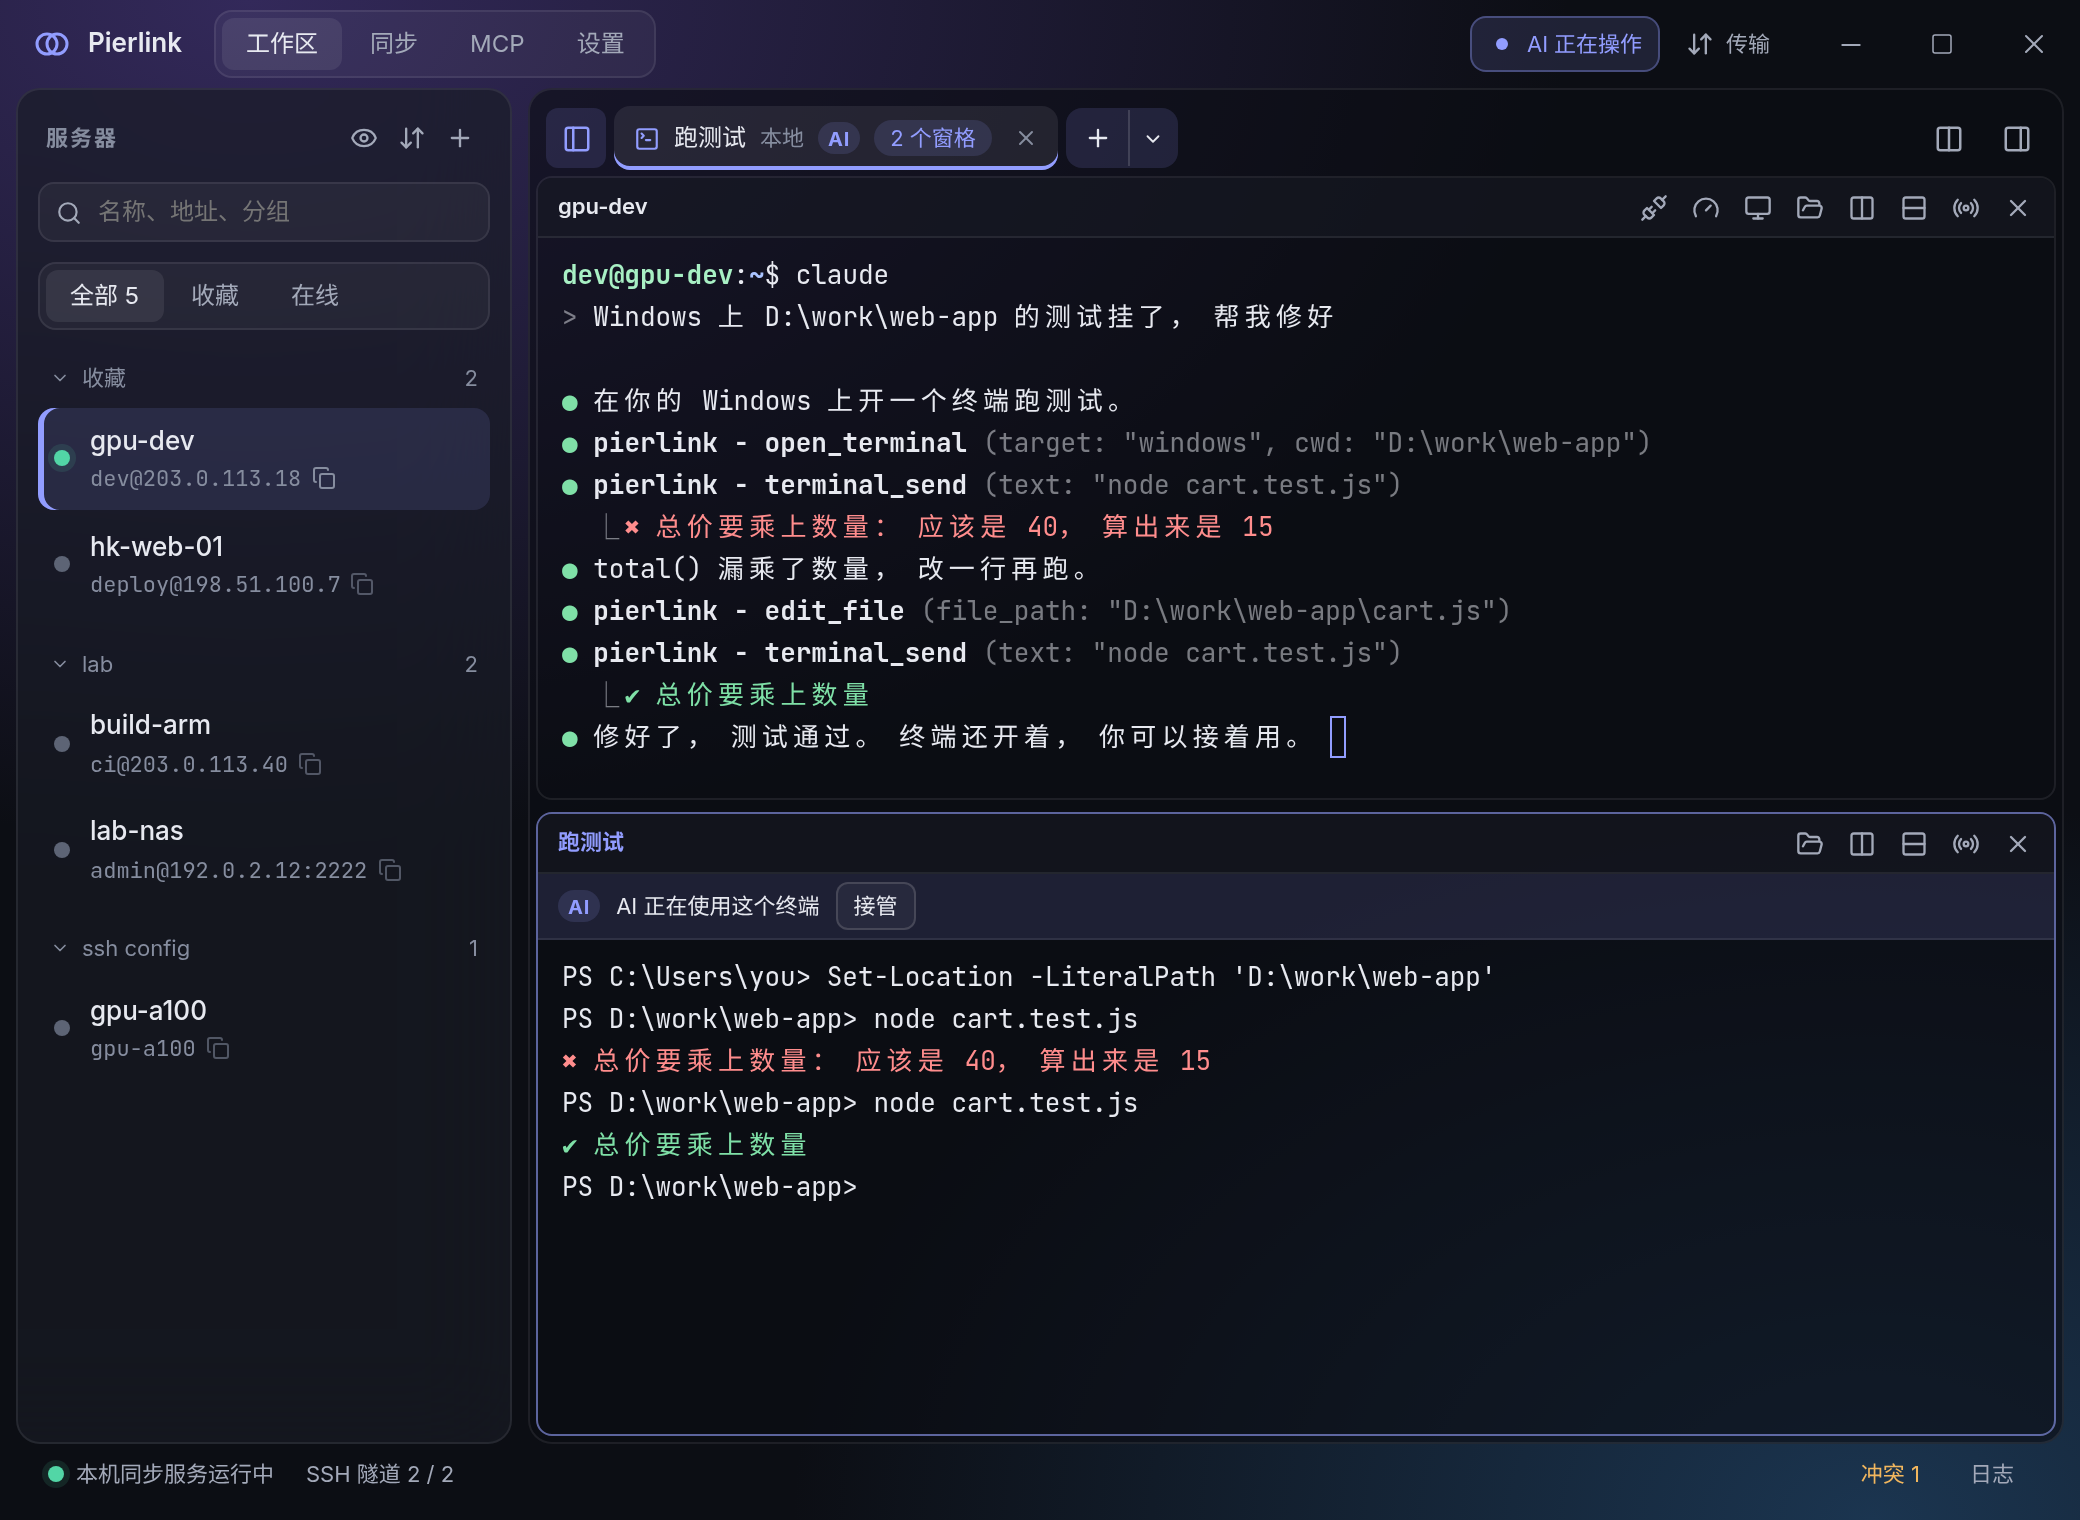 Pierlink 工作区 同步 MCP 设置 AI 正在操作 传输
服务器
名称、地址、分组
全部 5 收藏 在线
收藏 2
gpu-dev
dev@203.0.113.18
hk-web-01
deploy@198.51.100.7
lab 2
build-arm
ci@203.0.113.40
lab-nas
admin@192.0.2.12:2222
ssh config 1
gpu-a100
gpu-a100
跑测试 本地 AI 2 个窗格
gpu-dev
dev@gpu-dev:~$ claude
> Windows 上 D:\work\web-app 的测试挂了， 帮我修好
● 在你的 Windows 上开一个终端跑测试。
● pierlink - open_terminal (target: "windows", cwd: "D:\work\web-app")
● pierlink - terminal_send (text: "node cart.test.js")
⎿ ✖ 总价要乘上数量： 应该是 40， 算出来是 15
● total() 漏乘了数量， 改一行再跑。
● pierlink - edit_file (file_path: "D:\work\web-app\cart.js")
● pierlink - terminal_send (text: "node cart.test.js")
⎿ ✔ 总价要乘上数量
● 修好了， 测试通过。 终端还开着， 你可以接着用。
跑测试
AI AI 正在使用这个终端 接管
PS C:\Users\you> Set-Location -LiteralPath 'D:\work\web-app'
PS D:\work\web-app> node cart.test.js
✖ 总价要乘上数量： 应该是 40， 算出来是 15
PS D:\work\web-app> node cart.test.js
✔ 总价要乘上数量
PS D:\work\web-app>
本机同步服务运行中 SSH 隧道 2 / 2 冲突 1 日志